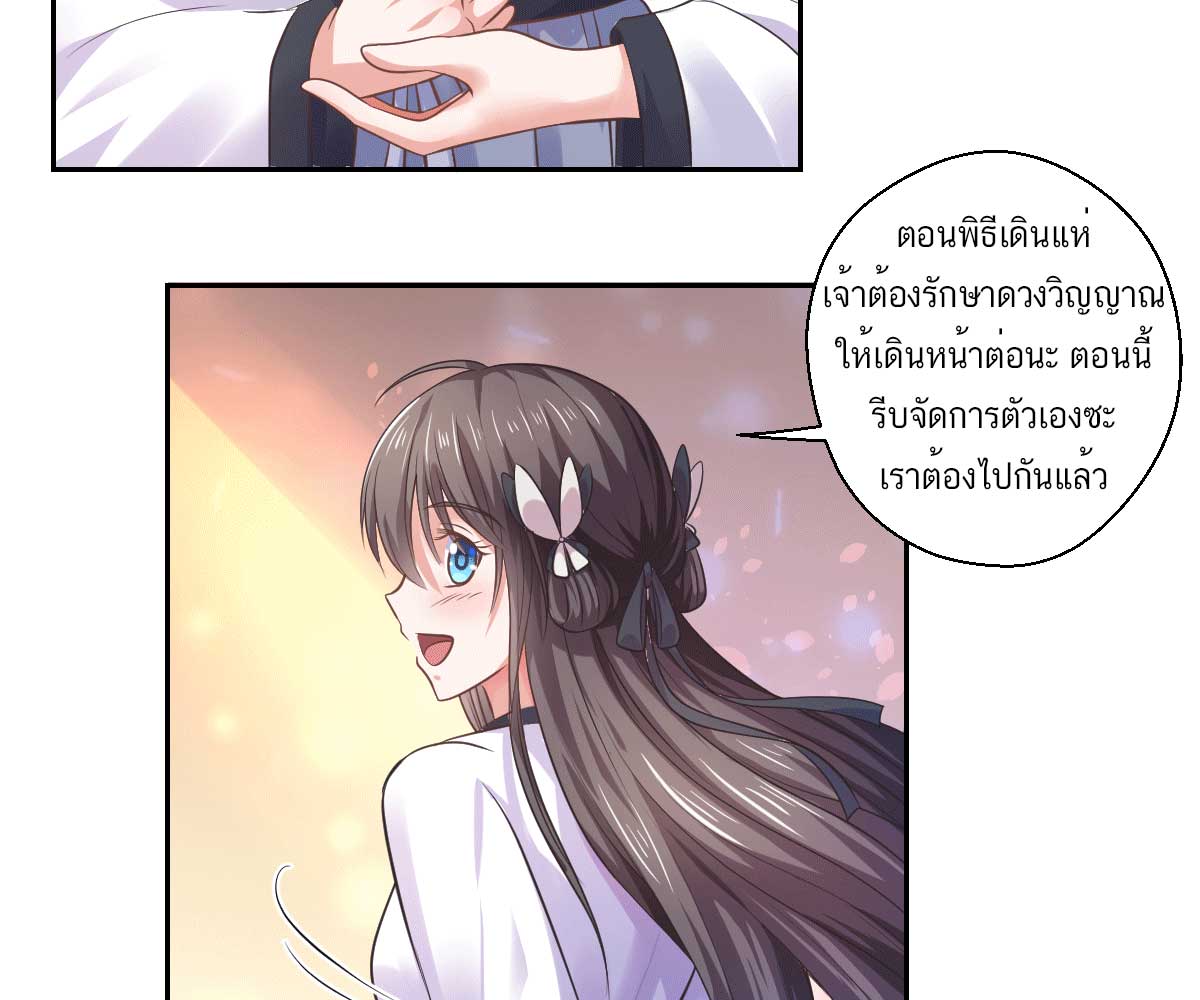 ตอนพิธีเดินแห่
เจ้าต้องรักษาดวงวิญญาณ
ให้เดินหน้าต่อนะ ตอนนี้
รีบจัดการตัวเองซะ
เราต้องไปกันแล้ว